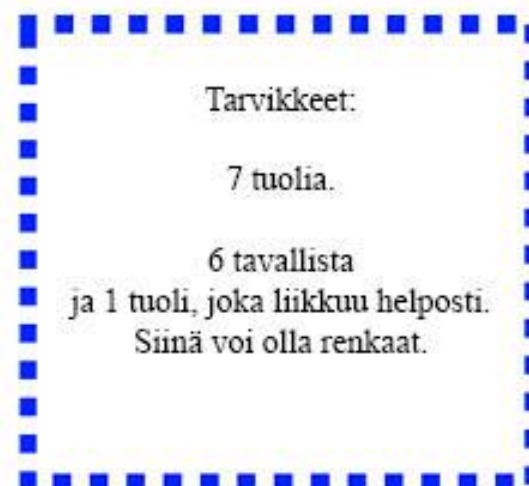 Tarvikkeet:
7 tuolia.
6 tavallista
ja 1 tuoli, joka liikkuu helposti.
Siinä voi olla renkaat.